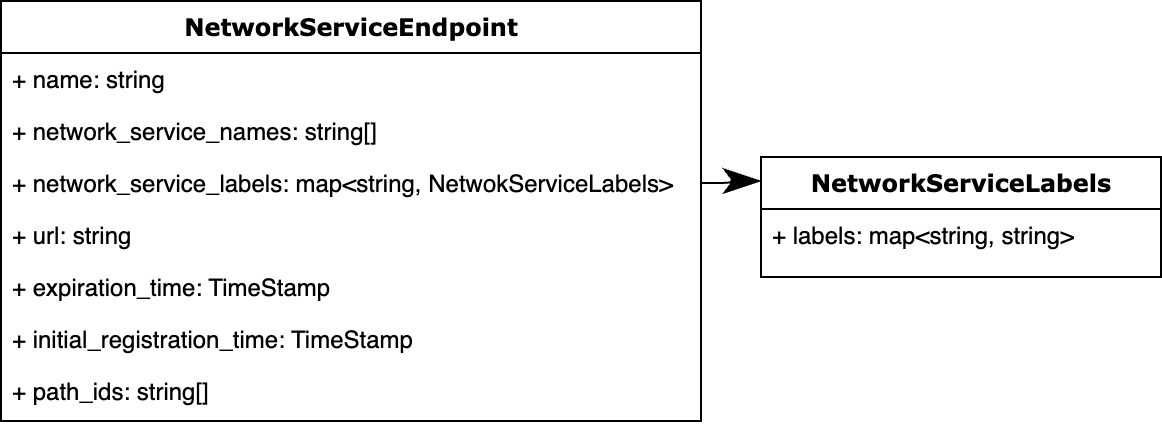 NetworkServiceEndpoint
+ name: string
+ network_service_names: string[]
+ network_service_labels: map<string, NetwokServiceLabels>
+ url: string
+ expiration_time: TimeStamp
+ initial_registration_time: TimeStamp
+ path_ids: string[]
NetworkServiceLabels
+ labels: map<string, string>